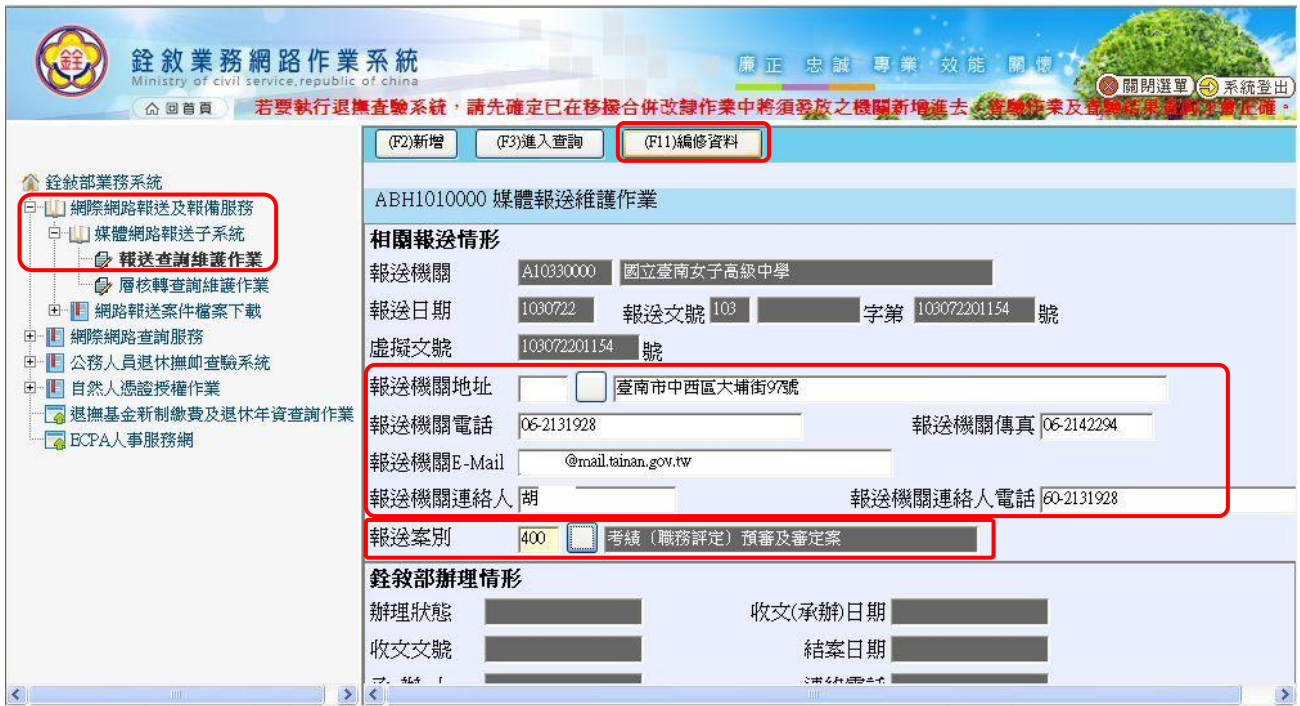 銓敘業務網路作業系統
Ministry of civil service,republic of china
廉正 忠誠 專業 效能 關懷
關閉選單 系統登出
回首頁 若要執行退撫查驗系統,請先確定已在移撥合併改隸作業中將須發放之機關新增進去
(F2)新增 (F3)進入查詢 (F11)編修資料
銓敘部業務系統
網際網路報送及報備服務
媒體網路報送子系統
報送查詢維護作業
層核轉查詢維護作業
網路報送案件檔案下載
網際網路查詢服務
公務人員退休撫卹查驗系統
自然人憑證授權作業
退撫基金新制繳費及退休年資查詢作業
ECPA人事服務網
ABH1010000 媒體報送維護作業
相關報送情形
報送機關 A10330000 國立臺南女子高級中學
報送日期 1030722 報送文號 103 字第 103072201154 號
虛擬文號 103072201154 號
報送機關地址 臺南市中西區大埔街97號
報送機關電話 06-2131928 報送機關傳真 06-2142294
報送機關E-Mail @mail.tainan.gov.tw
報送機關連絡人 胡 報送機關連絡人電話 60-2131928
報送案別 400 考績（職務評定）預審及審定案
銓敘部辦理情形
辦理狀態 收文(承辦)日期
收文文號 結案日期